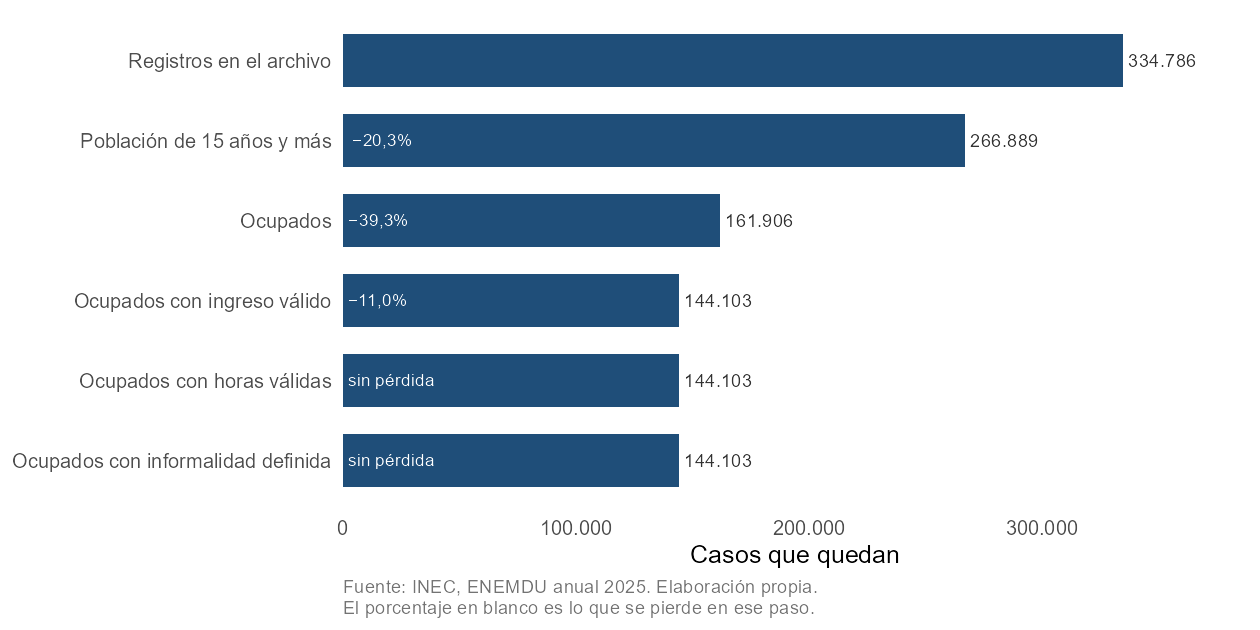 Registros en el archivo
334.786
Población de 15 años y más
−20,3%
266.889
Ocupados
−39,3%
161.906
Ocupados con ingreso válido
−11,0%
144.103
Ocupados con horas válidas
sin pérdida
144.103
Ocupados con informalidad definida
sin pérdida
144.103
0
100.000
200.000
300.000
Casos que quedan
Fuente: INEC, ENEMDU anual 2025. Elaboración propia.
El porcentaje en blanco es lo que se pierde en ese paso.